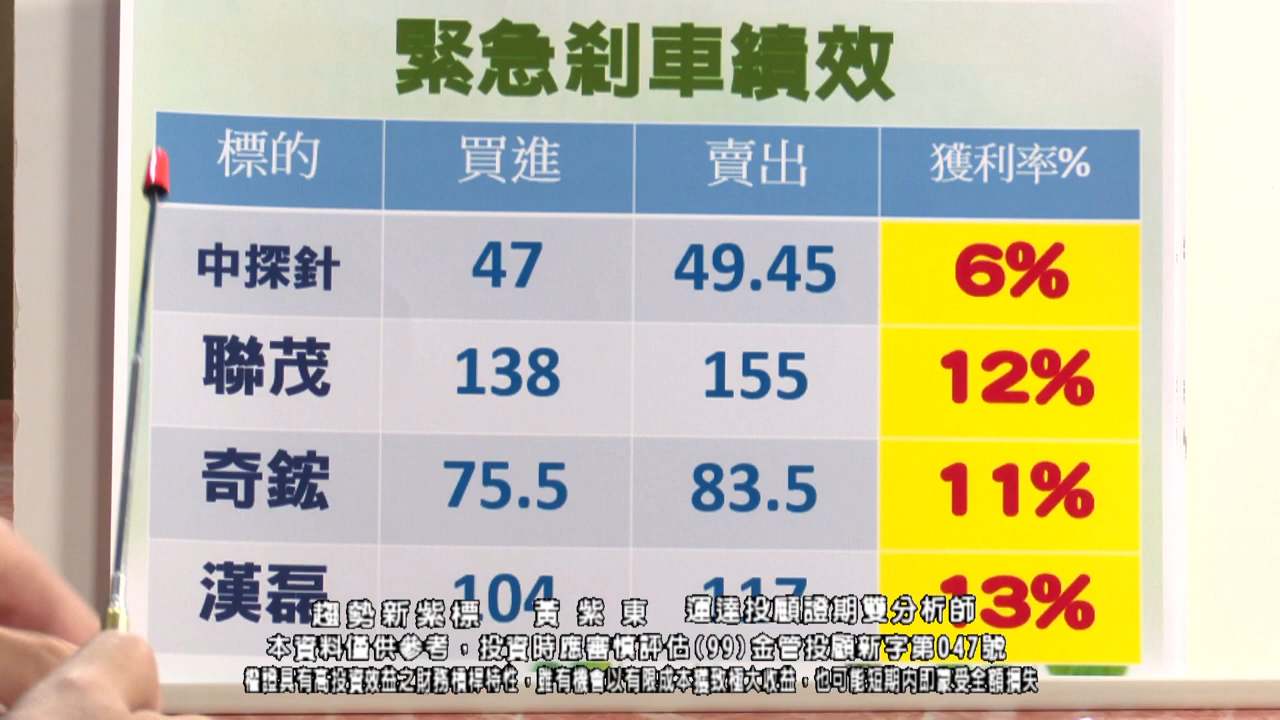 緊急剎車績效
標的 買進 賣出 獲利率%
中探針 47 49.45 6%
聯茂 138 155 12%
奇鋐 75.5 83.5 11%
漢磊 104 117 13%
趨勢新紫標 黃紫東 運達投顧證期雙分析師
本資料僅供參考，投資時應審慎評估(99)金管投顧新字第047號
權證具有高投資效益之財務槓桿特性，雖有機會以有限成本獲致極大收益，也可能短期內即蒙受全額損失